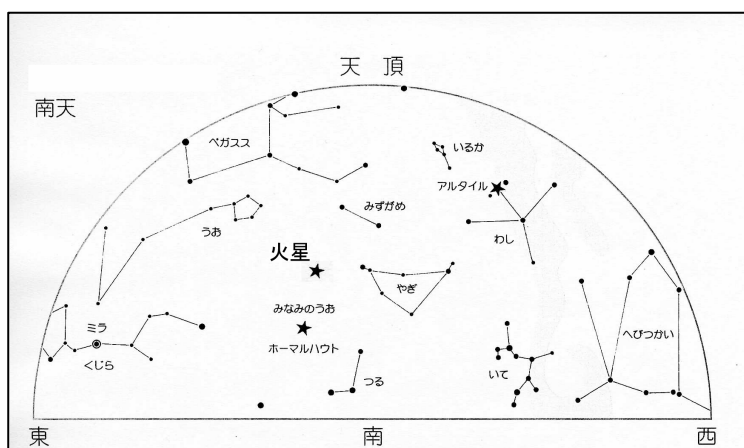 天頂
南天
ペガスス
いるか
アルタイル
みずがめ
うお
わし
火星
やぎ
みなみのうお
ミラ
ホーマルハウト
へびつかい
くじら
つる
いて
東
南
西